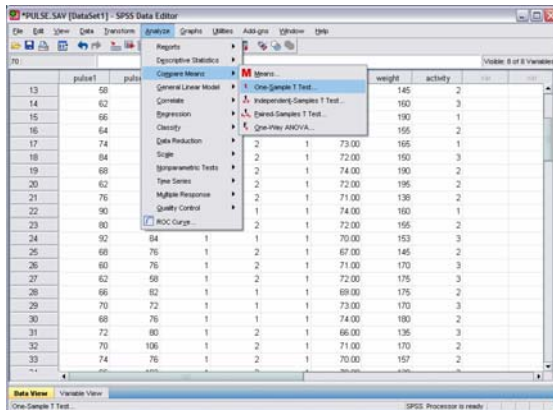 *PULSE.SAV [DataSet1] - SPSS Data Editor
File Edit View Data Transform Analyze Graphs Utilities Add-ons Window Help
70 : Visible: 8 of 8 Variables
pulse1 weight activity var var
Reports
Descriptive Statistics
Compare Means
General Linear Model
Correlate
Regression
Classify
Data Reduction
Scale
Nonparametric Tests
Time Series
Multiple Response
Quality Control
ROC Curve...
Means...
One-Sample T Test...
Independent-Samples T Test...
Paired-Samples T Test...
One-Way ANOVA...
13 58 145 2
14 62 160 3
15 66 190 1
16 64 155 2
17 74 2 1 73.00 165 1
18 84 2 1 72.00 150 3
19 68 2 1 74.00 190 2
20 62 2 1 72.00 195 2
21 76 2 1 71.00 138 2
22 90 1 1 74.00 160 1
23 80 2 1 72.00 155 2
24 92 84 1 1 1 70.00 153 3
25 68 76 1 2 1 67.00 145 2
26 60 76 1 2 1 71.00 170 3
27 62 58 1 2 1 72.00 175 3
28 66 82 1 1 1 69.00 175 2
29 70 72 1 1 1 73.00 170 3
30 68 76 1 1 1 74.00 180 2
31 72 80 1 2 1 66.00 135 3
32 70 106 1 2 1 71.00 170 2
33 74 76 1 2 1 70.00 157 2
Data View Variable View
One-Sample T Test... SPSS Processor is ready